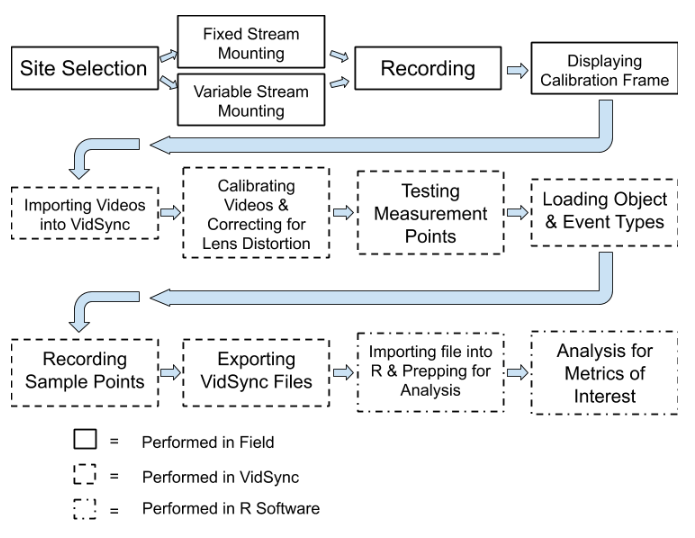 Site Selection
Fixed Stream
Mounting
Variable Stream
Mounting
Recording
Displaying
Calibration Frame
Importing Videos
into VidSync
Calibrating
Videos &
Correcting for
Lens Distortion
Testing
Measurement
Points
Loading Object
& Event Types
Recording
Sample Points
Exporting
VidSync Files
Importing file into
R & Prepping for
Analysis
Analysis for
Metrics of
Interest
= Performed in Field
= Performed in VidSync
= Performed in R Software